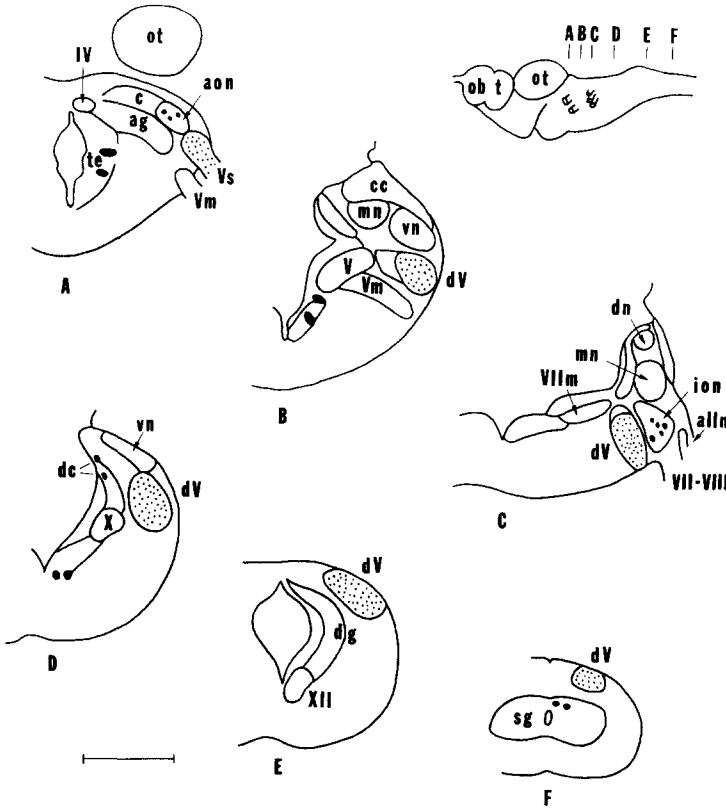 ot
IV
aon
c
ag
te
Vs
Vm
A
A B C D E F
ob t ot
cc
mn
vn
V
Vm
dV
B
dn
mn
VIIm
ion
alln
dV
VII-VIII
C
vn
dc
dV
X
D
dV
dg
XII
E
dV
sg
F